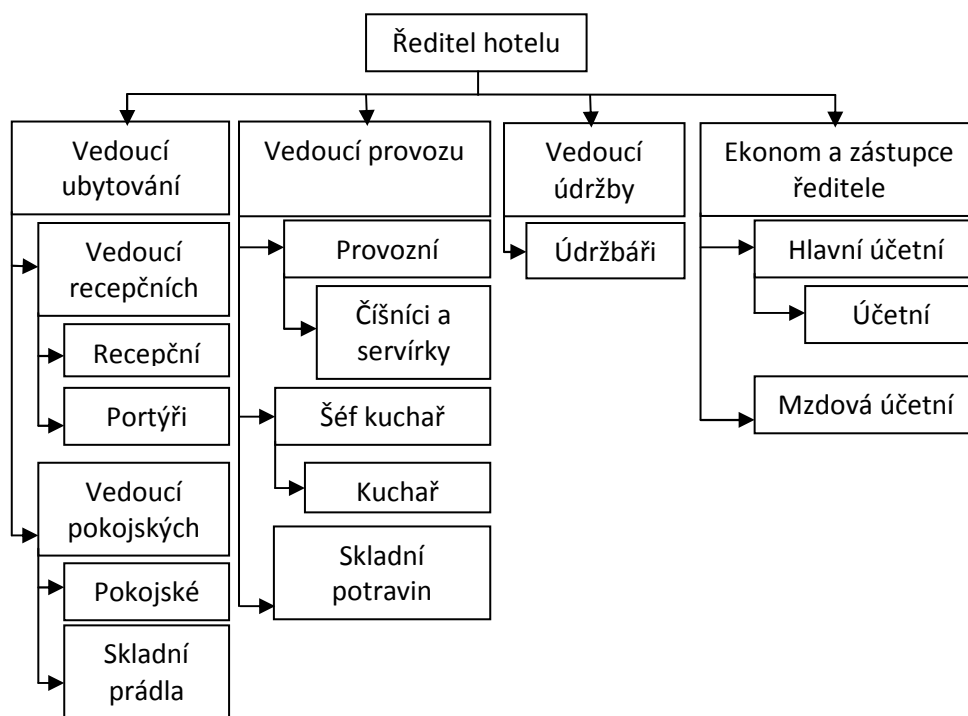 Ředitel hotelu
Vedoucí
ubytování
Vedoucí
recepčních
Recepční
Portýři
Vedoucí
pokojských
Pokojské
Skladní
prádla
Vedoucí provozu
Provozní
Číšníci a
servírky
Šéf kuchař
Kuchař
Skladní
potravin
Vedoucí
údržby
Údržbáři
Ekonom a zástupce
ředitele
Hlavní účetní
Účetní
Mzdová účetní